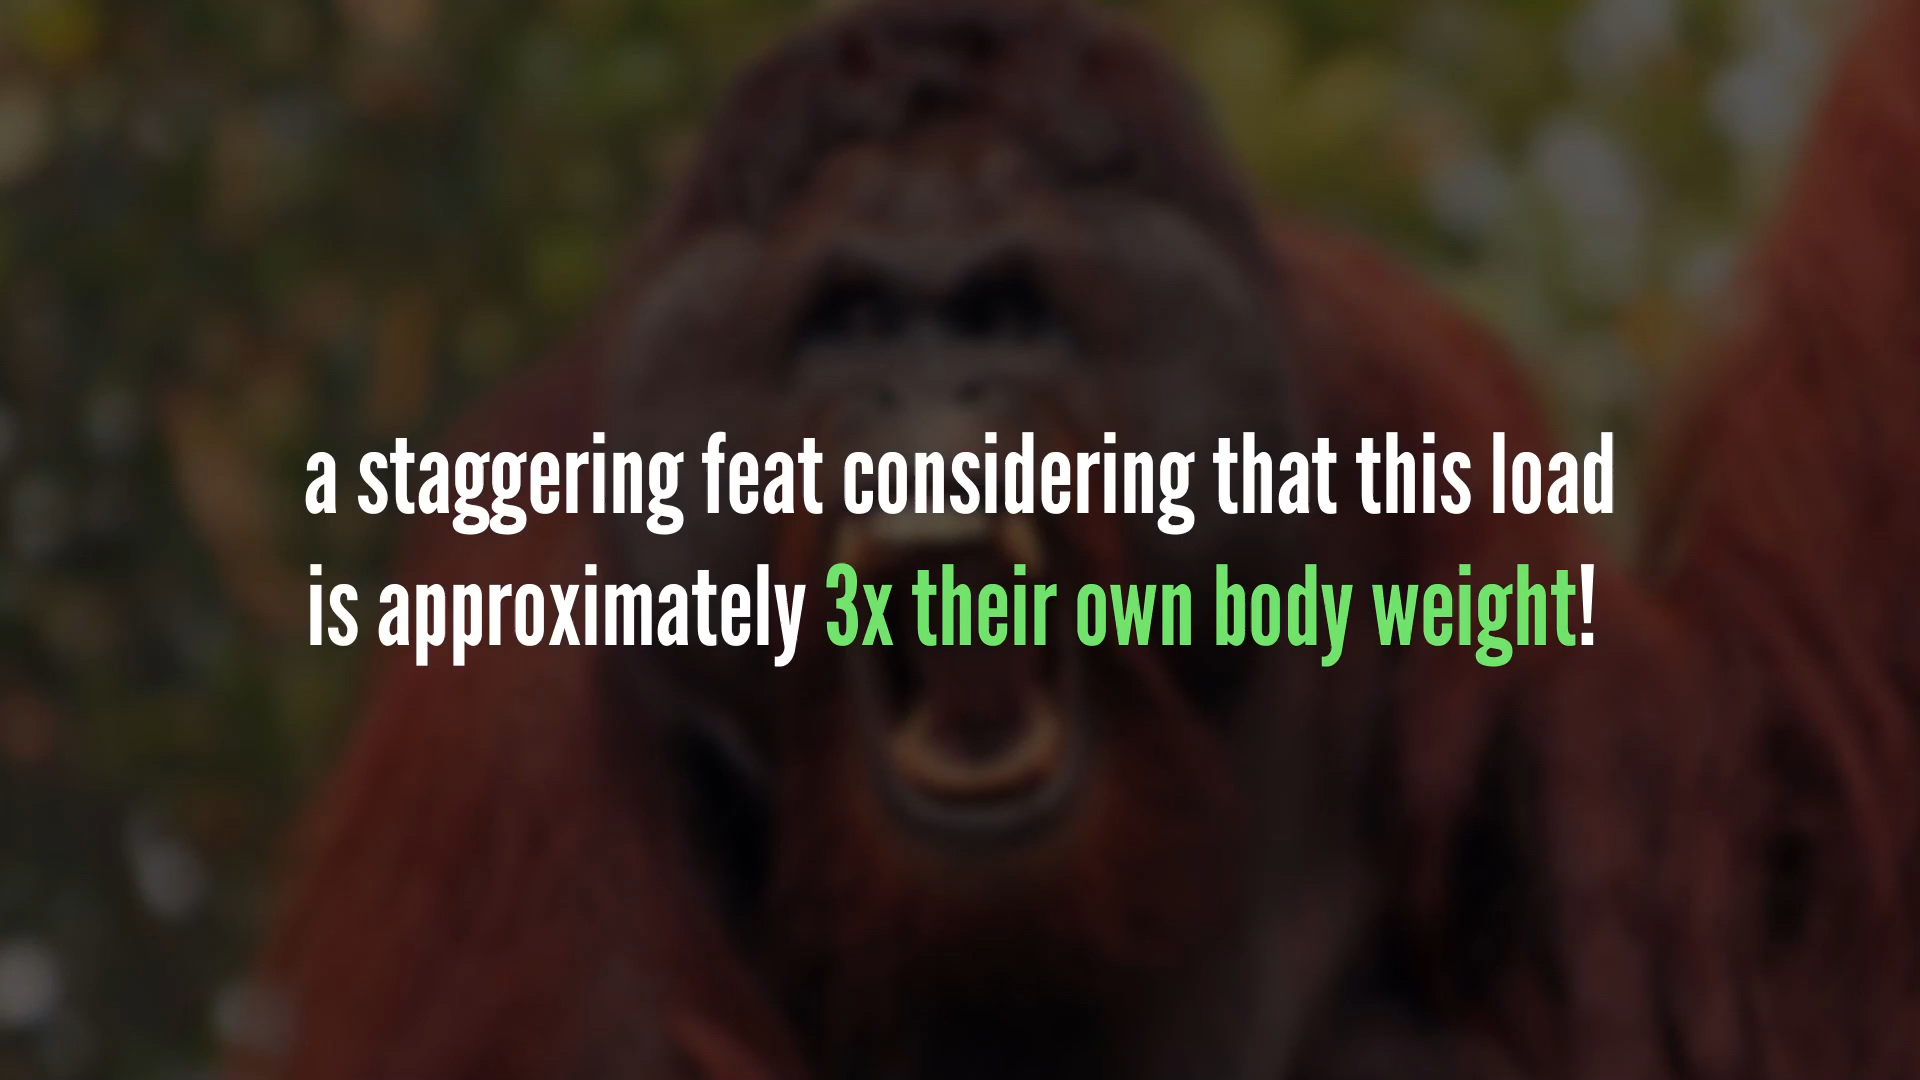 a staggering feat considering that this load
is approximately 3x their own body weight!